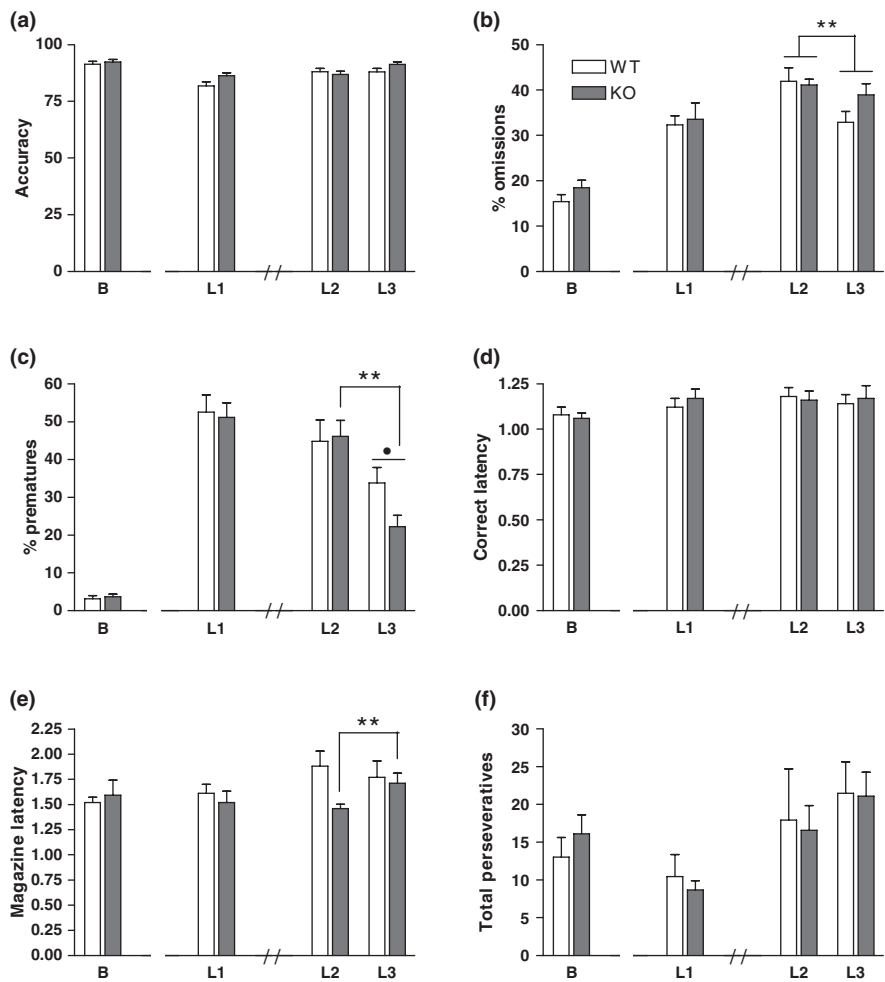 (a)
Accuracy
100
75
50
25
0
B L1 L2 L3
(b)
% omissions
50
40
30
20
10
0
WT
KO
**
B L1 L2 L3
(c)
% prematures
60
50
40
30
20
10
0
**
•
B L1 L2 L3
(d)
Correct latency
1.25
1.00
0.75
0.50
0.25
0.00
B L1 L2 L3
(e)
Magazine latency
2.25
2.00
1.75
1.50
1.25
1.00
0.75
0.50
0.25
0.00
**
B L1 L2 L3
(f)
Total perseveratives
30
25
20
15
10
5
0
B L1 L2 L3